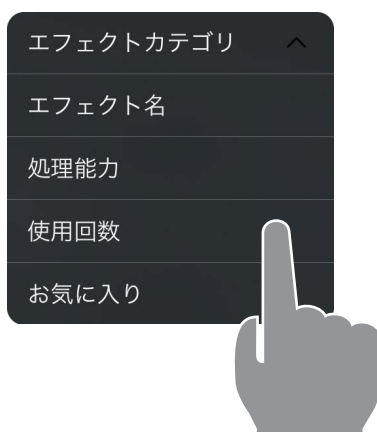 エフェクトカテゴリ
エフェクト名
処理能力
使用回数
お気に入り